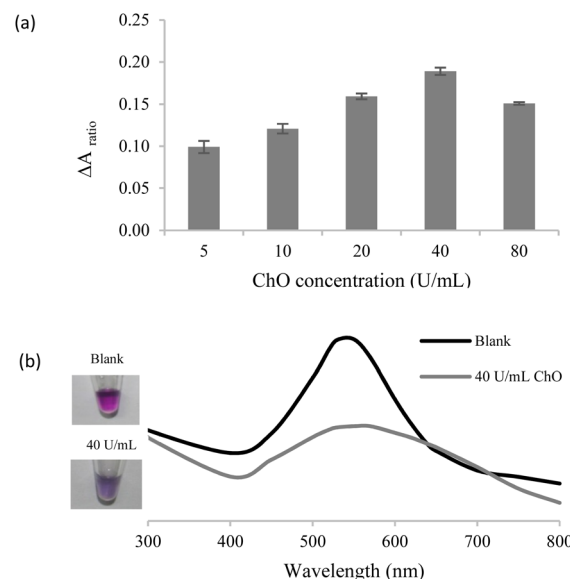 (a)
0.25
0.20
0.15
0.10
0.05
0.00
ΔA ratio
5 10 20 40 80
ChO concentration (U/mL)
(b)
Blank
40 U/mL
Blank
40 U/mL ChO
300 400 500 600 700 800
Wavelength (nm)